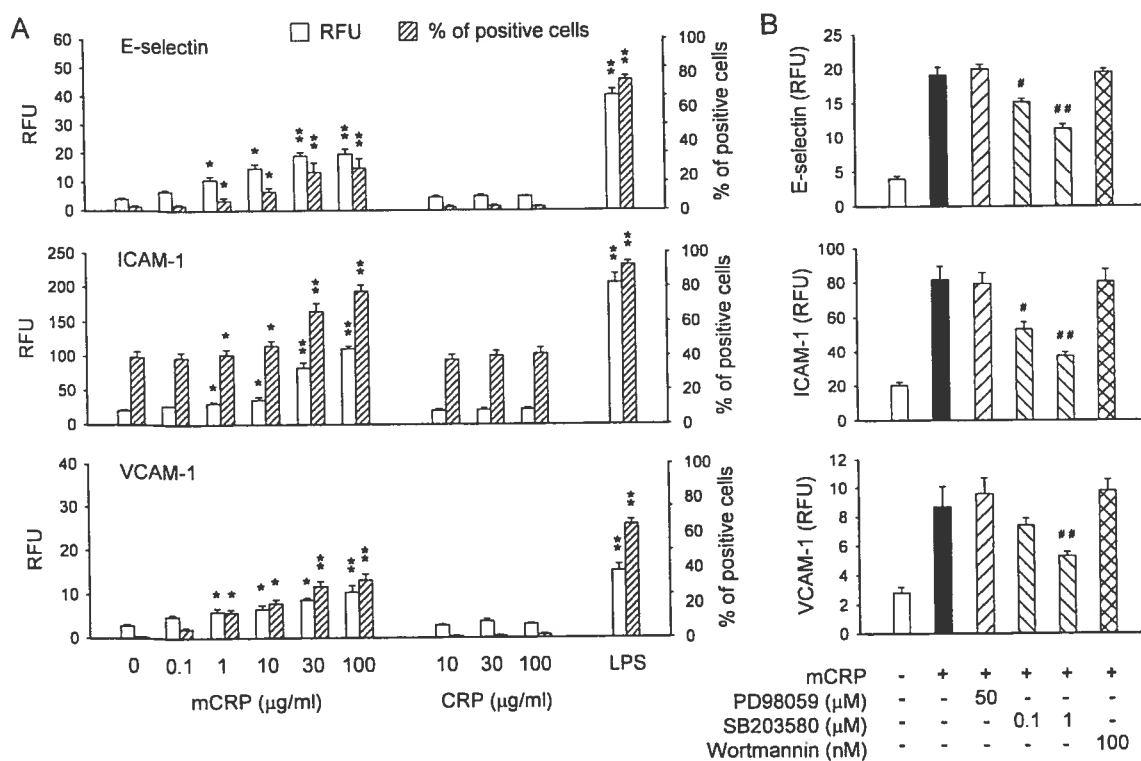 A
E-selectin
RFU
% of positive cells
60
50
40
30
20
10
0
RFU
* * ** **
* * ** **
** **
100
80
60
40
20
0
% of positive cells
ICAM-1
250
200
150
100
50
0
RFU
* * ** **
* * ** **
** **
100
80
60
40
20
0
% of positive cells
VCAM-1
40
30
20
10
0
RFU
* * * * * ** ** **
** **
100
80
60
40
20
0
% of positive cells
0 0.1 1 10 30 100 10 30 100 LPS
mCRP (µg/ml) CRP (µg/ml)
B
E-selectin (RFU)
25
20
15
10
5
0
# ##
ICAM-1 (RFU)
100
80
60
40
20
0
# ##
VCAM-1 (RFU)
12
10
8
6
4
2
0
##
mCRP - + + + + +
PD98059 (µM) - - 50 - - -
SB203580 (µM) - - - 0.1 1 -
Wortmannin (nM) - - - - - 100